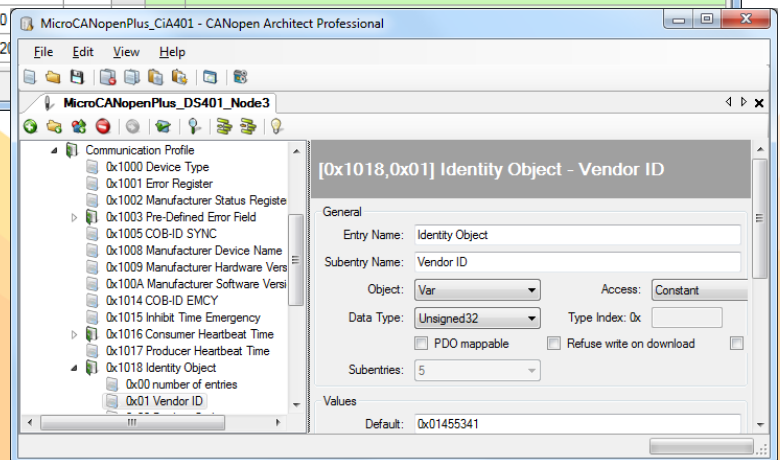 0
20
MicroCANopenPlus_CiA401 - CANopen Architect Professional
File Edit View Help
MicroCANopenPlus_DS401_Node3
Communication Profile
0x1000 Device Type
0x1001 Error Register
0x1002 Manufacturer Status Registe
0x1003 Pre-Defined Error Field
0x1005 COB-ID SYNC
0x1008 Manufacturer Device Name
0x1009 Manufacturer Hardware Vers
0x100A Manufacturer Software Versi
0x1014 COB-ID EMCY
0x1015 Inhibit Time Emergency
0x1016 Consumer Heartbeat Time
0x1017 Producer Heartbeat Time
0x1018 Identity Object
0x00 number of entries
0x01 Vendor ID
[0x1018,0x01] Identity Object - Vendor ID
General
Entry Name: Identity Object
Subentry Name: Vendor ID
Object: Var Access: Constant
Data Type: Unsigned32 Type Index: 0x
PDO mappable Refuse write on download
Subentries: 5
Values
Default: 0x01455341